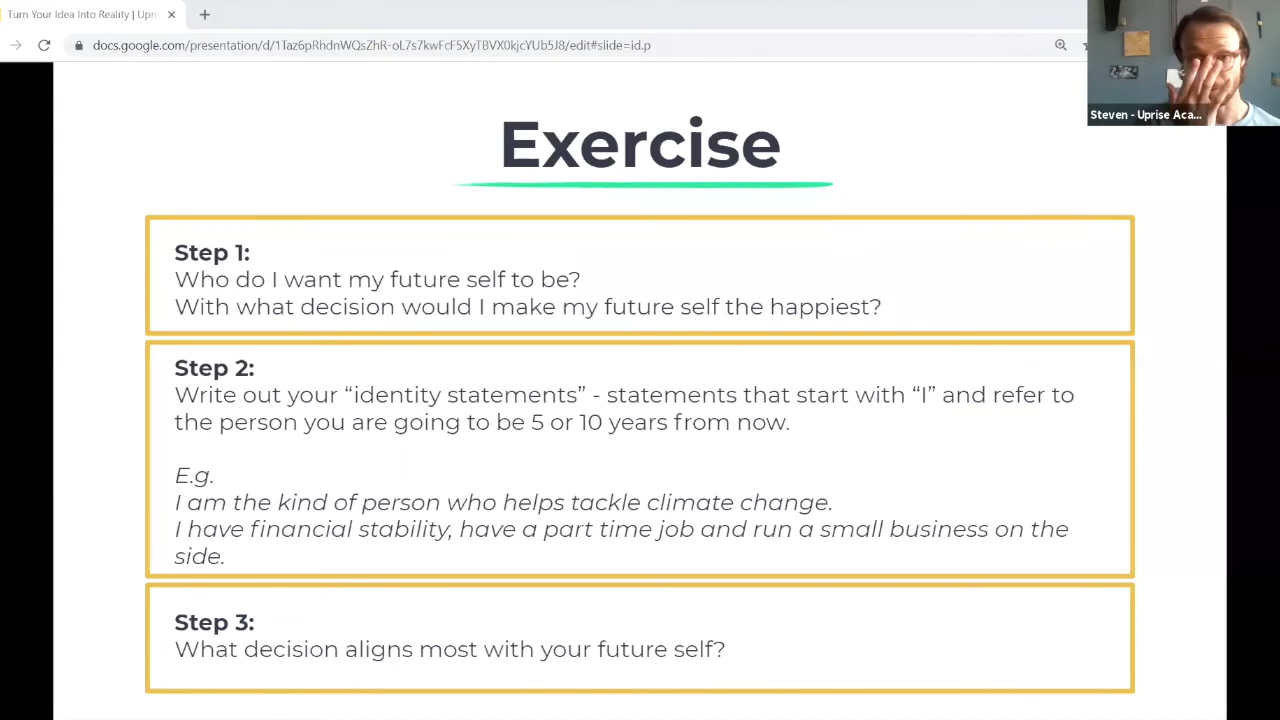 Turn Your Idea Into Reality | Upri
docs.google.com/presentation/d/1Taz6pRhdnWQsZhR-oL7s7kwFcF5XyTBVX0kjcYUb5J8/edit#slide=id.p
Steven - Uprise Aca...
Exercise
Step 1:
Who do I want my future self to be?
With what decision would I make my future self the happiest?
Step 2:
Write out your “identity statements” - statements that start with “I” and refer to
the person you are going to be 5 or 10 years from now.
E.g.
I am the kind of person who helps tackle climate change.
I have financial stability, have a part time job and run a small business on the
side.
Step 3:
What decision aligns most with your future self?